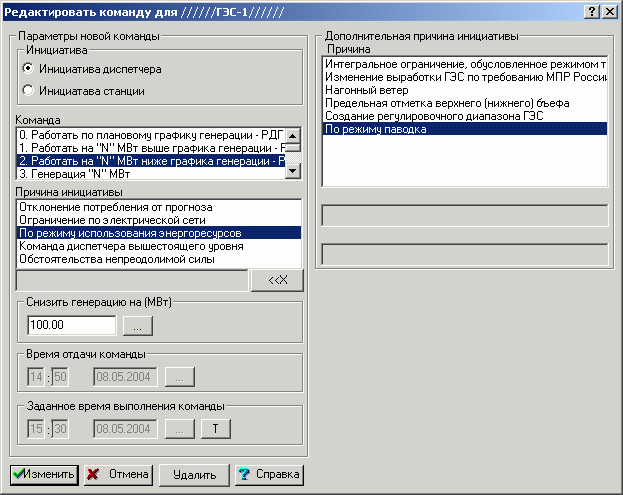 Редактировать команду для //////ГЭС-1//////
Параметры новой команды
Инициатива
Инициатива диспетчера
Инициатава станции
Команда
0. Работать по плановому графику генерации - РДГ
1. Работать на "N" МВт выше графика генерации -
2. Работать на "N" МВт ниже графика генерации -
3. Генерация "N" МВт
Причина инициативы
Отклонение потребления от прогноза
Ограничение по электрической сети
По режиму использования энергоресурсов
Команда диспетчера вышестоящего уровня
Обстоятельства непреодолимой силы
<<X
Снизить генерацию на (МВт)
100.00 ...
Время отдачи команды
14 : 50 08.05.2004 ...
Заданное время выполнения команды
15 : 30 08.05.2004 ... Т
Изменить Отмена Удалить ? Справка
Дополнительная причина инициативы
Причина
Интегральное ограничение, обусловленное режимом т
Изменение выработки ГЭС по требованию МПР Росси
Нагонный ветер
Предельная отметка верхнего (нижнего) бъефа
Создание регулировочного диапазона ГЭС
По режиму паводка